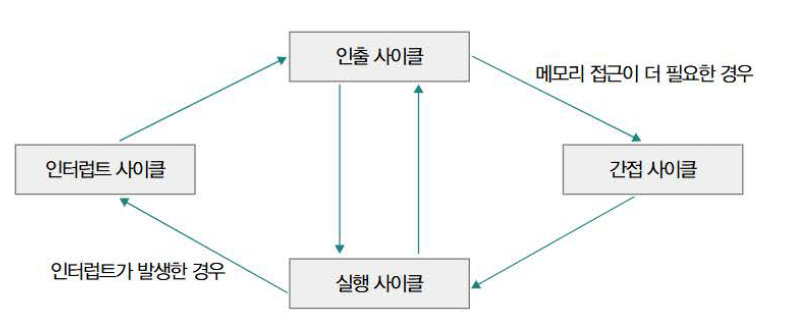 인출 사이클
메모리 접근이 더 필요한 경우
인터럽트 사이클
간접 사이클
인터럽트가 발생한 경우
실행 사이클